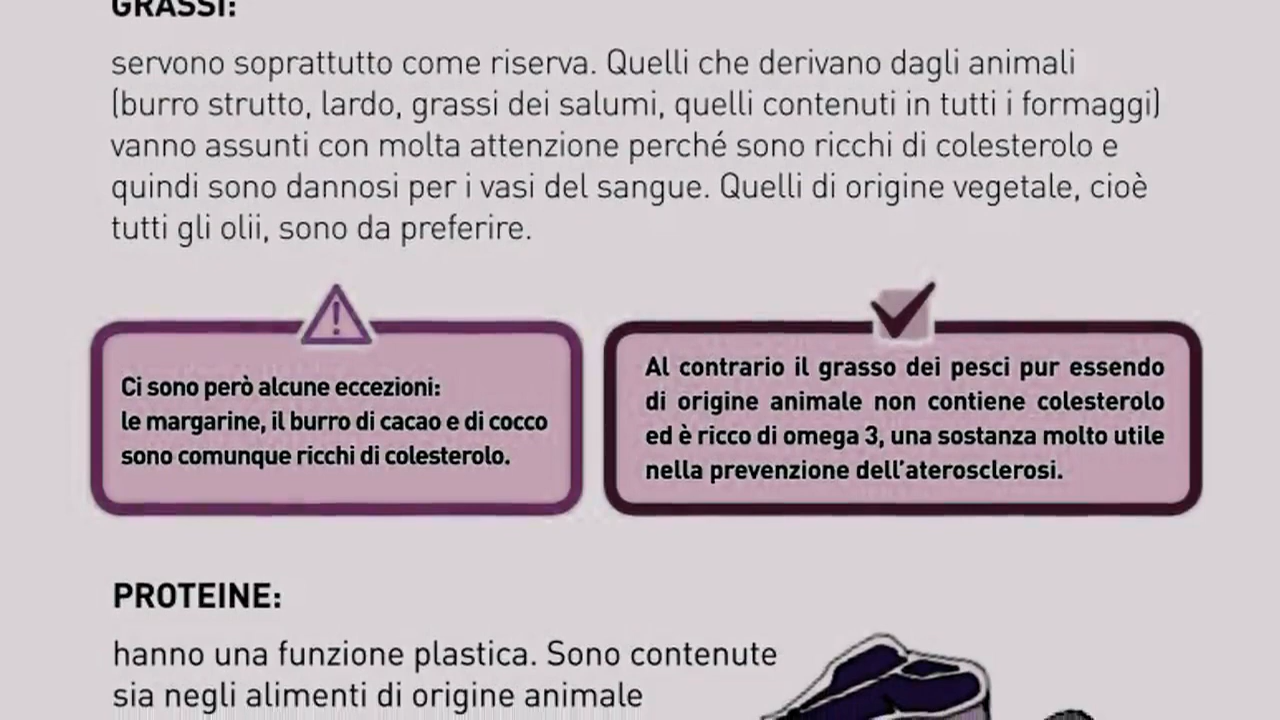 GRASSI:
servono soprattutto come riserva. Quelli che derivano dagli animali
(burro strutto, lardo, grassi dei salumi, quelli contenuti in tutti i formaggi)
vanno assunti con molta attenzione perché sono ricchi di colesterolo e
quindi sono dannosi per i vasi del sangue. Quelli di origine vegetale, cioè
tutti gli olii, sono da preferire.
Ci sono però alcune eccezioni:
le margarine, il burro di cacao e di cocco
sono comunque ricchi di colesterolo.
Al contrario il grasso dei pesci pur essendo
di origine animale non contiene colesterolo
ed è ricco di omega 3, una sostanza molto utile
nella prevenzione dell'aterosclerosi.
PROTEINE:
hanno una funzione plastica. Sono contenute
sia negli alimenti di origine animale